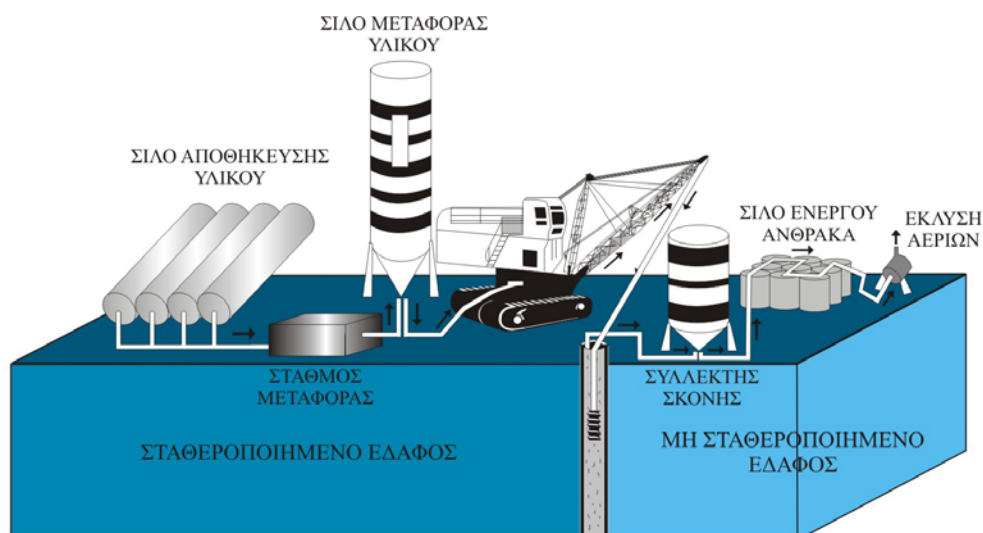 ΣΙΛΟ ΜΕΤΑΦΟΡΑΣ
ΥΛΙΚΟΥ
ΣΙΛΟ ΑΠΟΘΗΚΕΥΣΗΣ
ΥΛΙΚΟΥ
ΣΙΛΟ ΕΝΕΡΓΟΥ
ΑΝΘΡΑΚΑ
ΕΚΛΥΣΗ
ΑΕΡΙΩΝ
ΣΤΑΘΜΟΣ
ΜΕΤΑΦΟΡΑΣ
ΣΥΛΛΕΚΤΗΣ
ΣΚΟΝΗΣ
ΣΤΑΘΕΡΟΠΟΙΗΜΕΝΟ ΕΔΑΦΟΣ
ΜΗ ΣΤΑΘΕΡΟΠΟΙΗΜΕΝΟ
ΕΔΑΦΟΣ